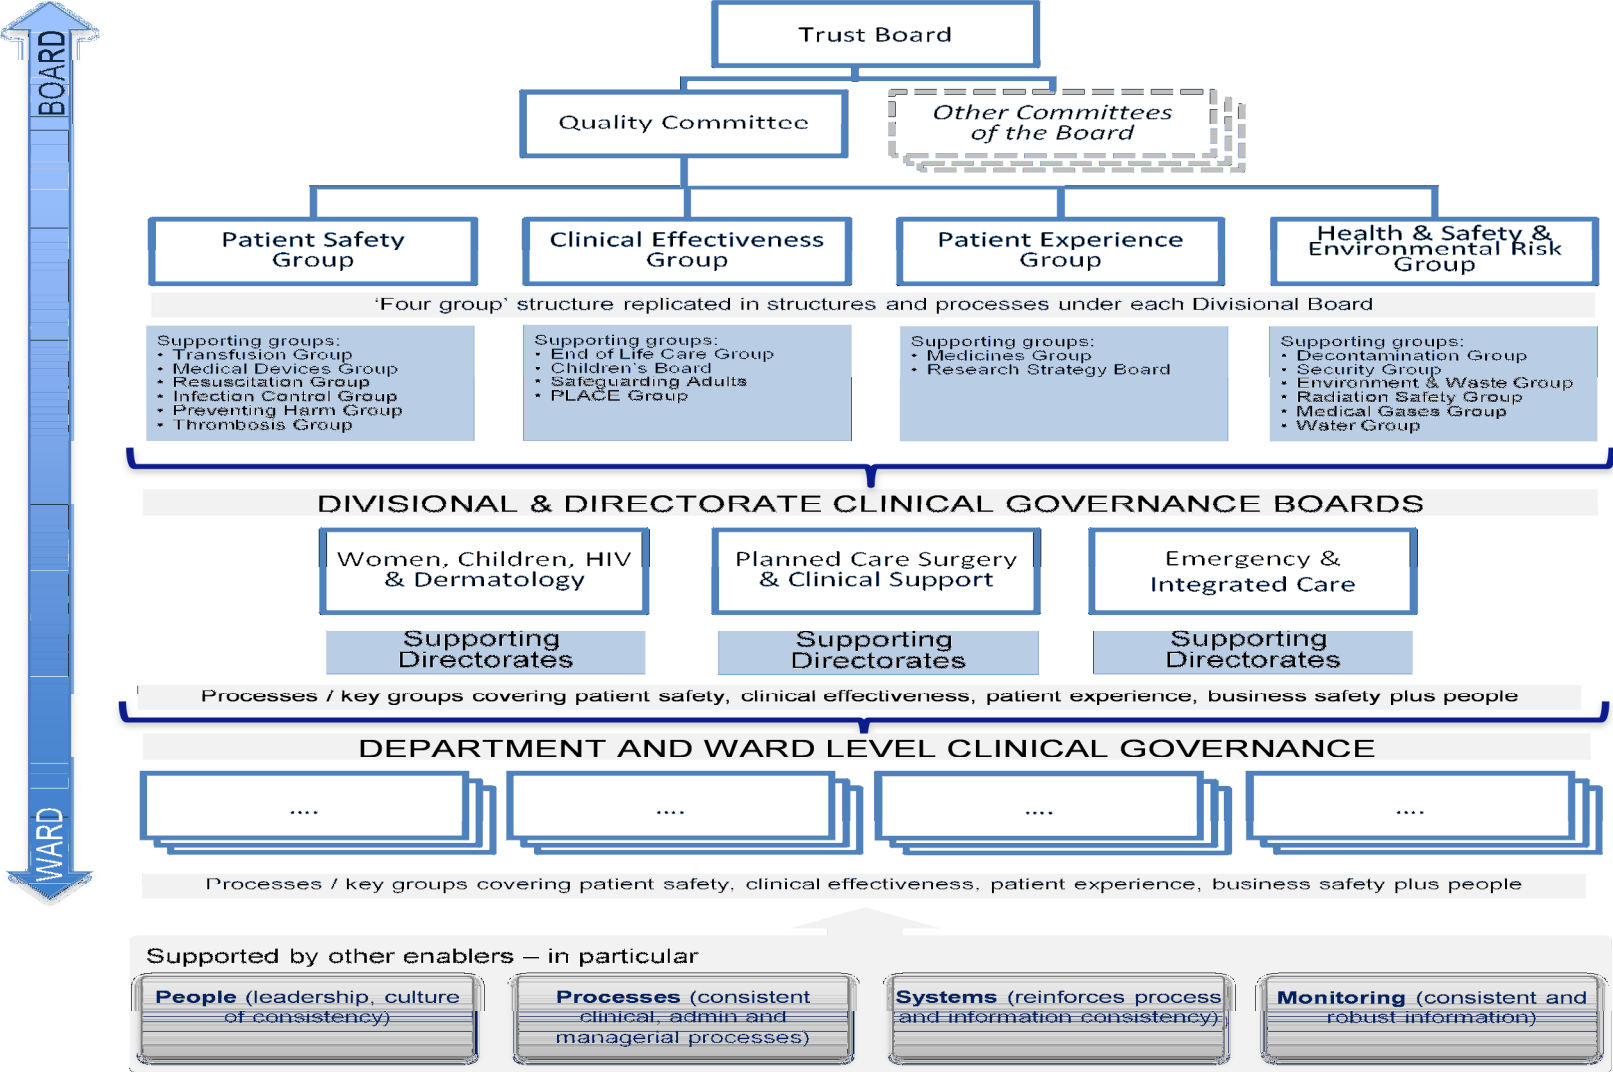 BOARD
Trust Board
Quality Committee
Other Committees
of the Board
Patient Safety
Group
Clinical Effectiveness
Group
Patient Experience
Group
Health & Safety &
Environmental Risk
Group
'Four group' structure replicated in structures and processes under each Divisional Board
Supporting groups:
• Transfusion Group
• Medical Devices Group
• Resuscitation Group
• Infection Control Group
• Preventing Harm Group
• Thrombosis Group
Supporting groups:
• End of Life Care Group
• Children's Board
• Safeguarding Adults
• PLACE Group
Supporting groups:
• Medicines Group
• Research Strategy Board
Supporting groups:
• Decontamination Group
• Security Group
• Environment & Waste Group
• Radiation Safety Group
• Medical Gases Group
• Water Group
DIVISIONAL & DIRECTORATE CLINICAL GOVERNANCE BOARDS
Women, Children, HIV
& Dermatology
Planned Care Surgery
& Clinical Support
Emergency &
Integrated Care
Supporting
Directorates
Supporting
Directorates
Supporting
Directorates
Processes / key groups covering patient safety, clinical effectiveness, patient experience, business safety plus people
DEPARTMENT AND WARD LEVEL CLINICAL GOVERNANCE
....
....
....
....
WARD
Processes / key groups covering patient safety, clinical effectiveness, patient experience, business safety plus people
Supported by other enablers – in particular
People (leadership, culture
of consistency)
Processes (consistent
clinical, admin and
managerial processes)
Systems (reinforces process
and information consistency)
Monitoring (consistent and
robust information)